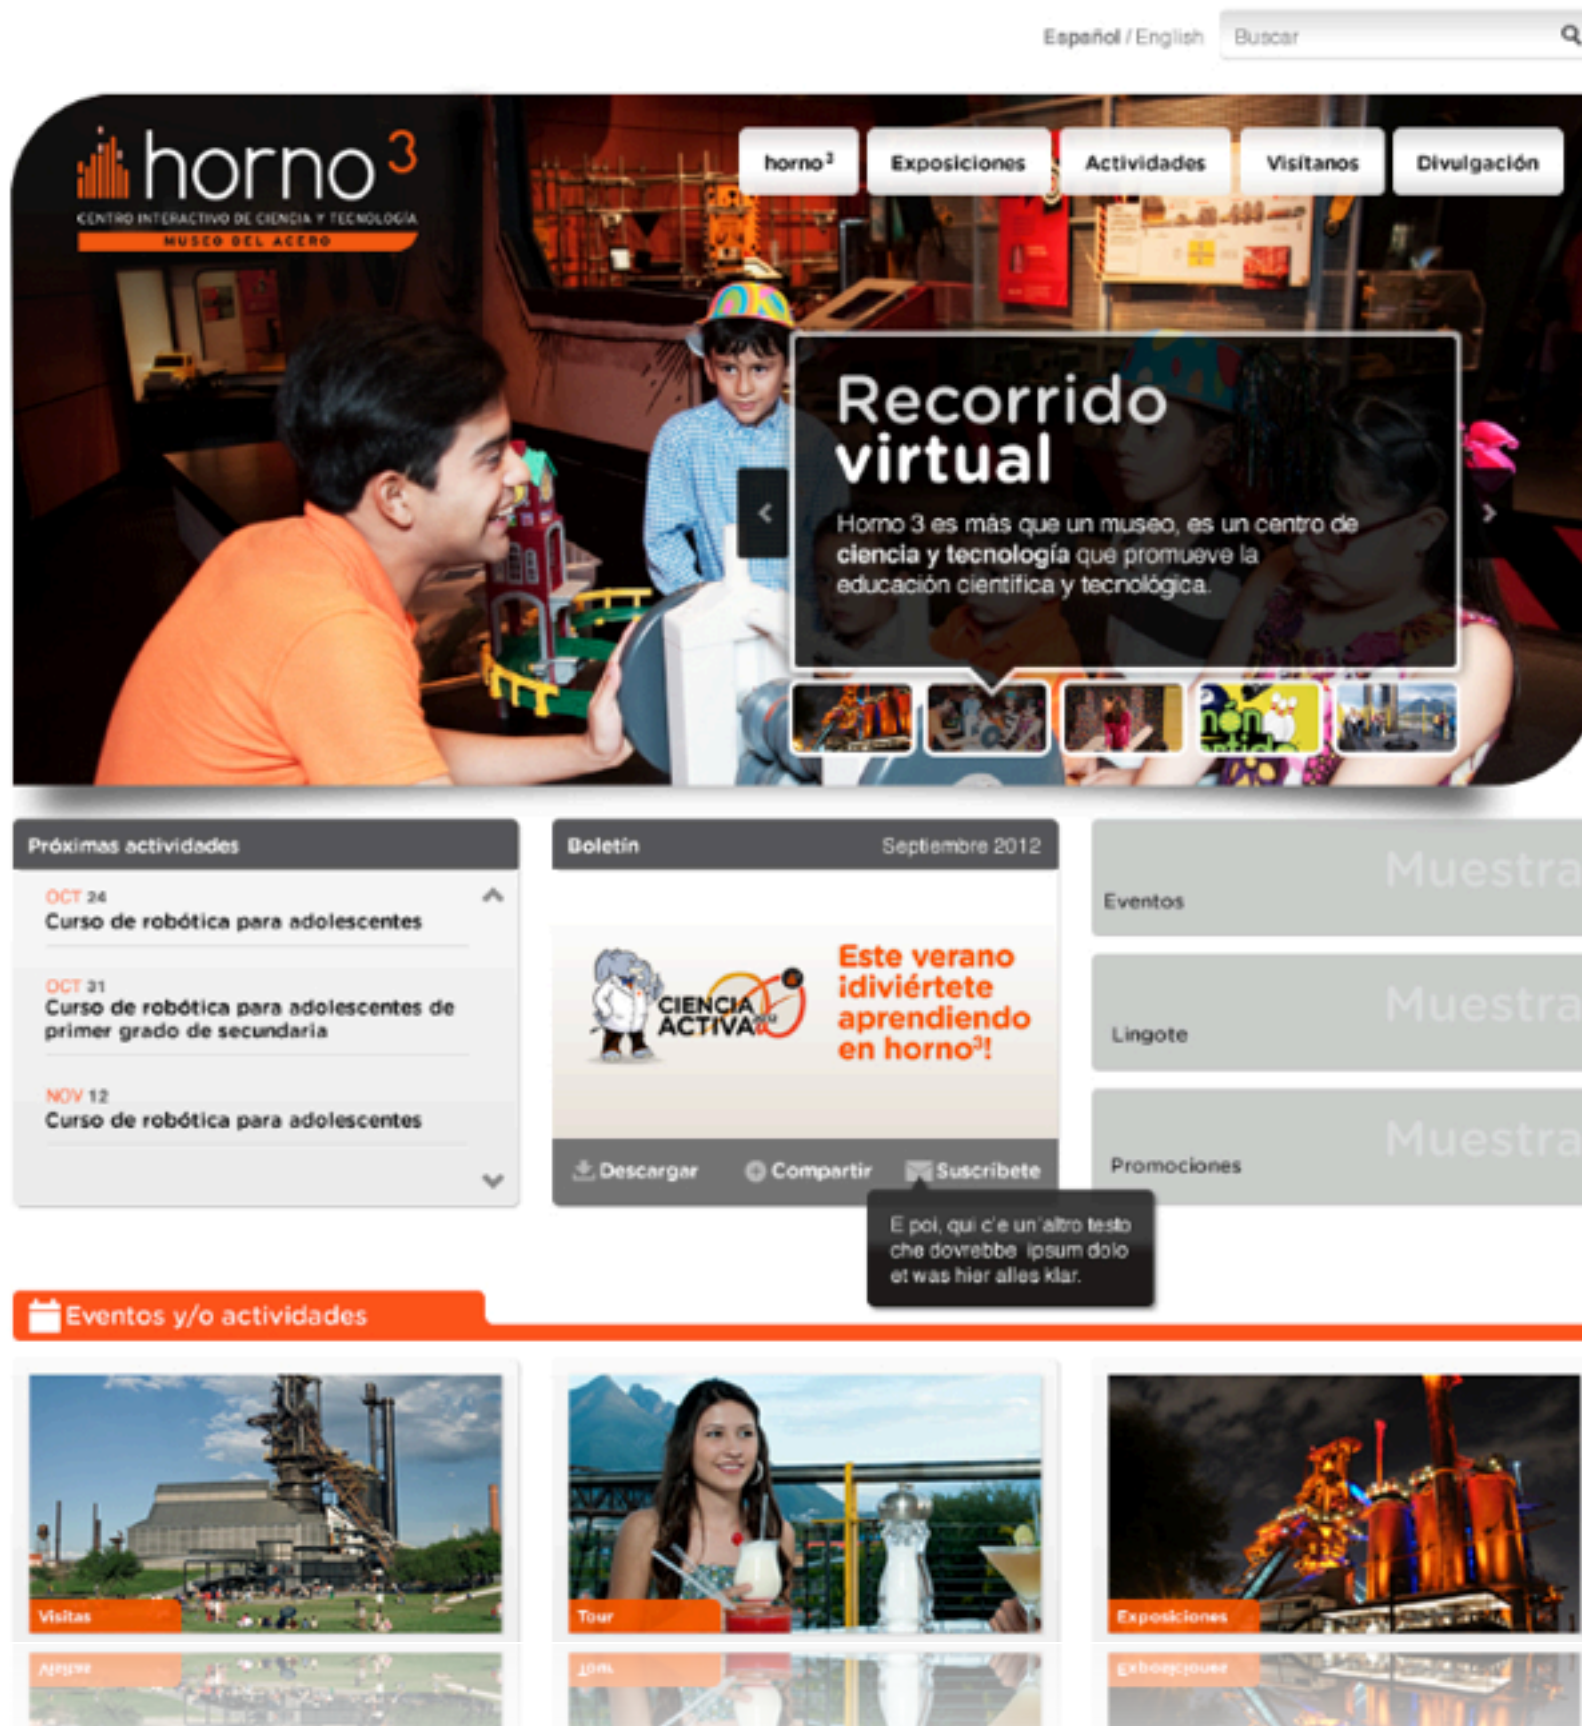 Español / English
Buscar
horno3
CENTRO INTERACTIVO DE CIENCIA Y TECNOLOGÍA
MUSEO DEL ACERO
horno3
Exposiciones
Actividades
Visítanos
Divulgación
Recorrido
virtual
Horno 3 es más que un museo, es un centro de
ciencia y tecnología que promueve la
educación científica y tecnológica.
Próximas actividades
OCT 24
Curso de robótica para adolescentes
OCT 31
Curso de robótica para adolescentes de
primer grado de secundaria
NOV 12
Curso de robótica para adolescentes
Boletín
Septiembre 2012
CIENCIA
ACTIVA
Este verano
¡diviértete
aprendiendo
en horno3!
Descargar
Compartir
Suscríbete
E poi, qui c'e un'altro testo
che dovrebbe ipsum dolo
et was hier alles klar.
Muestra
Eventos
Muestra
Lingote
Muestra
Promociones
Eventos y/o actividades
Visitas
Tour
Exposiciones